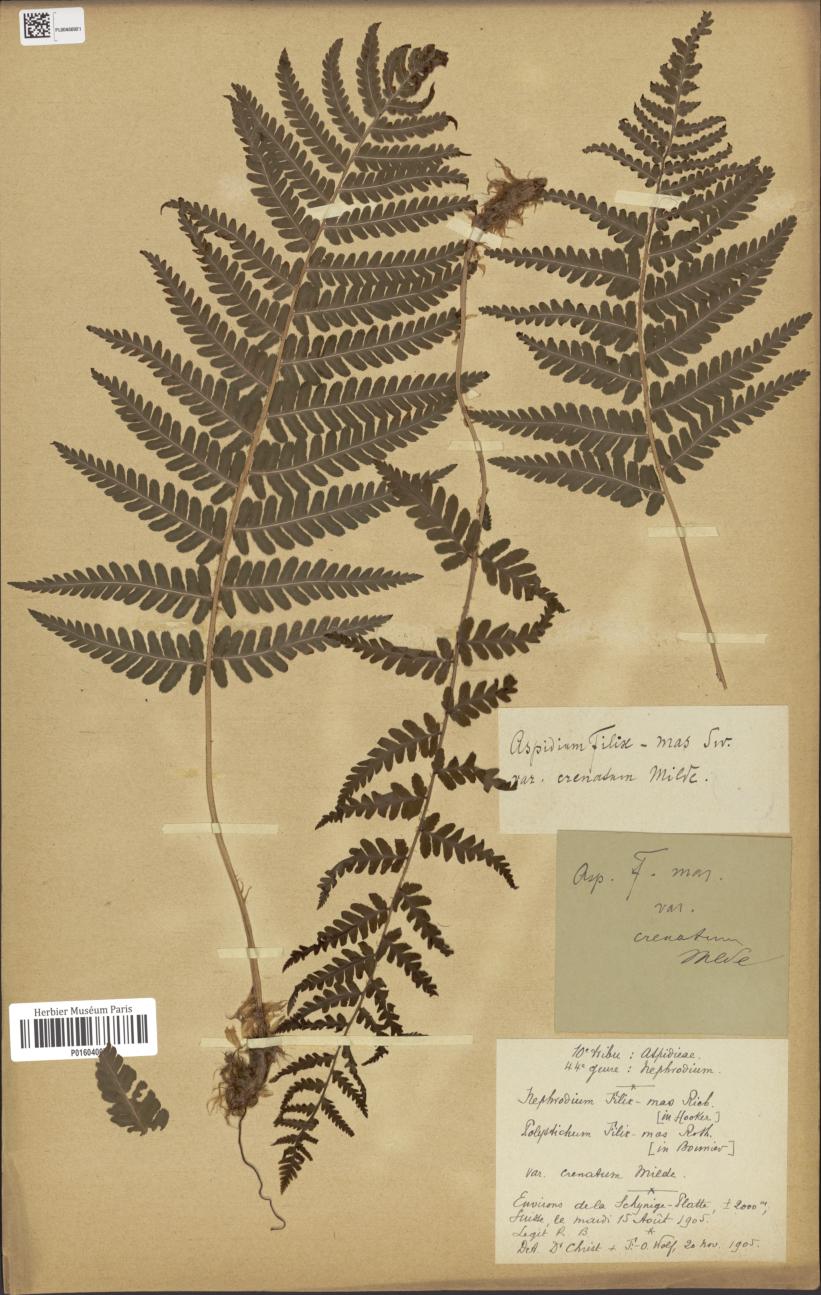 Aspidium Filix-mas Sw.
var. crenatum Milde.
Asp. F. mas.
var.
crenatum
Milde
Herbier Muséum Paris
10e tribu : Aspidieae.
44e genre : Nephrodium.
Nephrodium Filix-mas Rich.
[in Hooker]
Polystichum Filix-mas Roth.
[in Bonnier]
var. crenatum Milde.
Environs de la Schynige-Platte, ± 2000 m,
Suisse, le mardi 15 Août 1905.
Legit R. B
Det. Dr Christ + F.-O. Wolf, 20 nov. 1905.